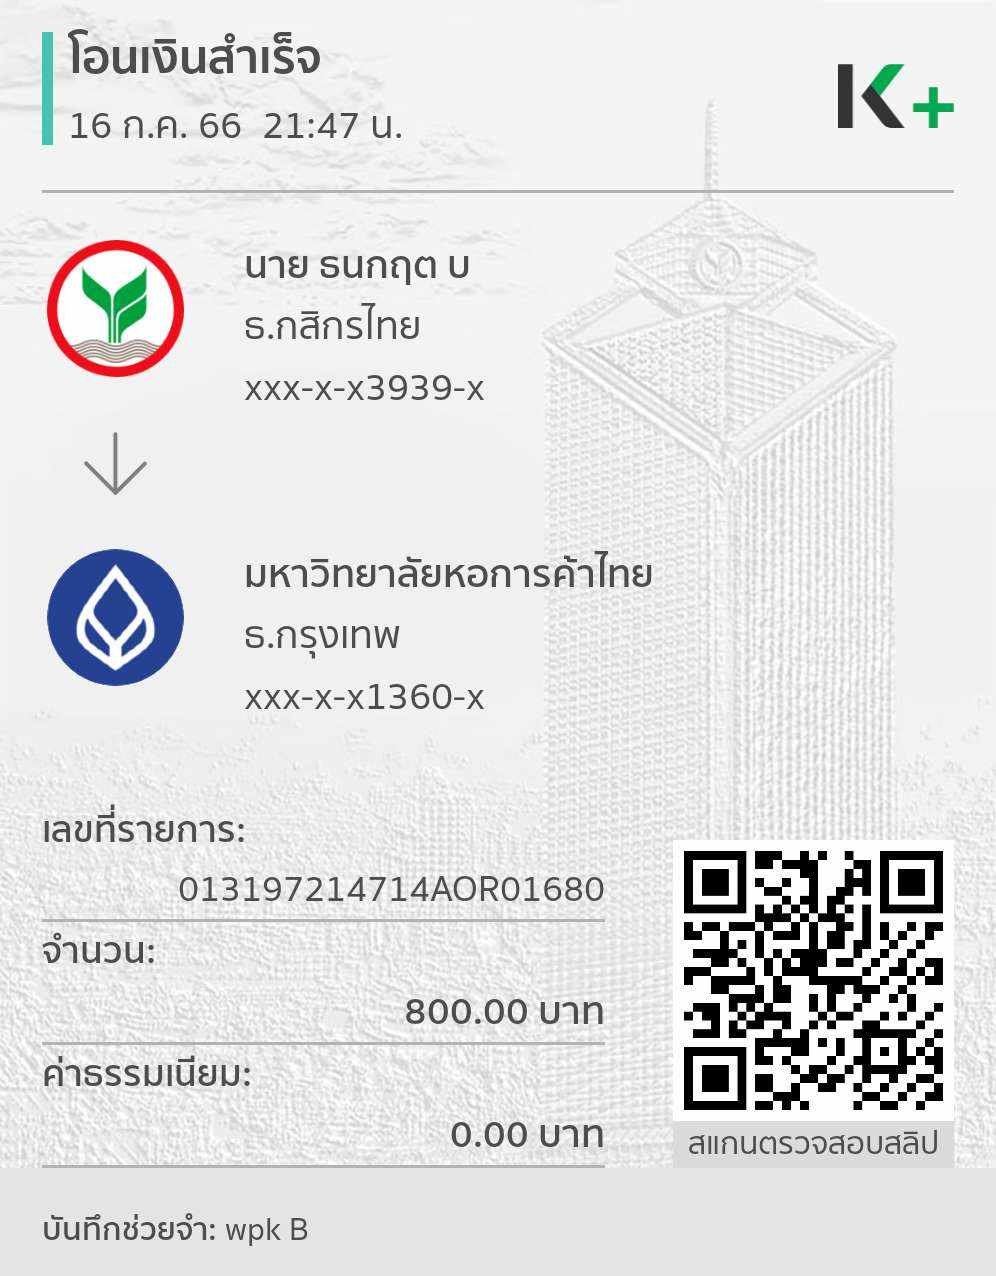 โอนเงินสำเร็จ
16 ก.ค. 66 21:47 น.
K+
นาย ธนกฤต บ
ธ.กสิกรไทย
xxx-x-x3939-x
มหาวิทยาลัยหอการค้าไทย
ธ.กรุงเทพ
xxx-x-x1360-x
เลขที่รายการ:
013197214714AOR01680
จำนวน:
800.00 บาท
ค่าธรรมเนียม:
0.00 บาท
สแกนตรวจสอบสลิป
บันทึกช่วยจำ: wpk B